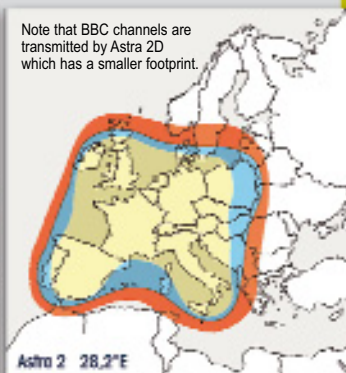 Note that BBC channels are
transmitted by Astra 2D
which has a smaller footprint.
Astra 2 28,2°E